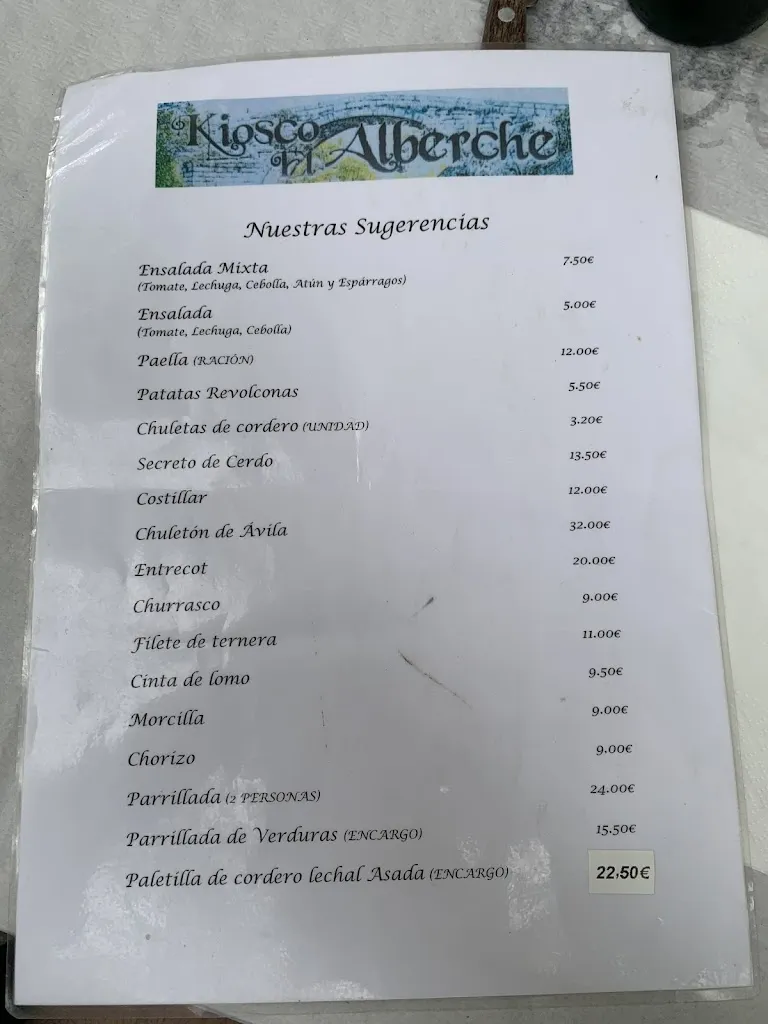 Kiosco El Alberche
Nuestras Sugerencias
Ensalada Mixta 7.50€
(Tomate, Lechuga, Cebolla, Atún y Espárragos)
Ensalada 5.00€
(Tomate, Lechuga, Cebolla)
Paella (RACIÓN) 12.00€
Patatas Revolconas 5.50€
Chuletas de cordero (UNIDAD) 3.20€
Secreto de Cerdo 13.50€
Costillar 12.00€
Chuletón de Ávila 32.00€
Entrecot 20.00€
Churrasco 9.00€
Filete de ternera 11.00€
Cinta de lomo 9.50€
Morcilla 9.00€
Chorizo 9.00€
Parrillada (2 PERSONAS) 24.00€
Parrillada de Verduras (ENCARGO) 15.50€
Paletilla de cordero lechal Asada (ENCARGO) 22,50€